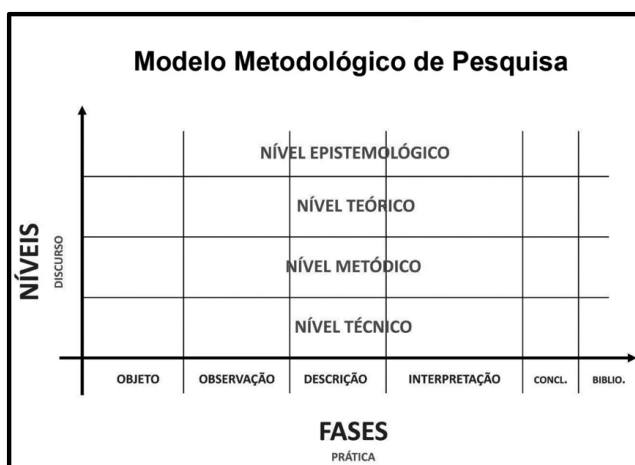 Modelo Metodológico de Pesquisa
NÍVEL EPISTEMOLÓGICO
NÍVEL TEÓRICO
NÍVEL METÓDICO
NÍVEL TÉCNICO
NÍVEIS
DISCURSO
OBJETO OBSERVAÇÃO DESCRIÇÃO INTERPRETAÇÃO CONCL. BIBLIO.
FASES
PRÁTICA